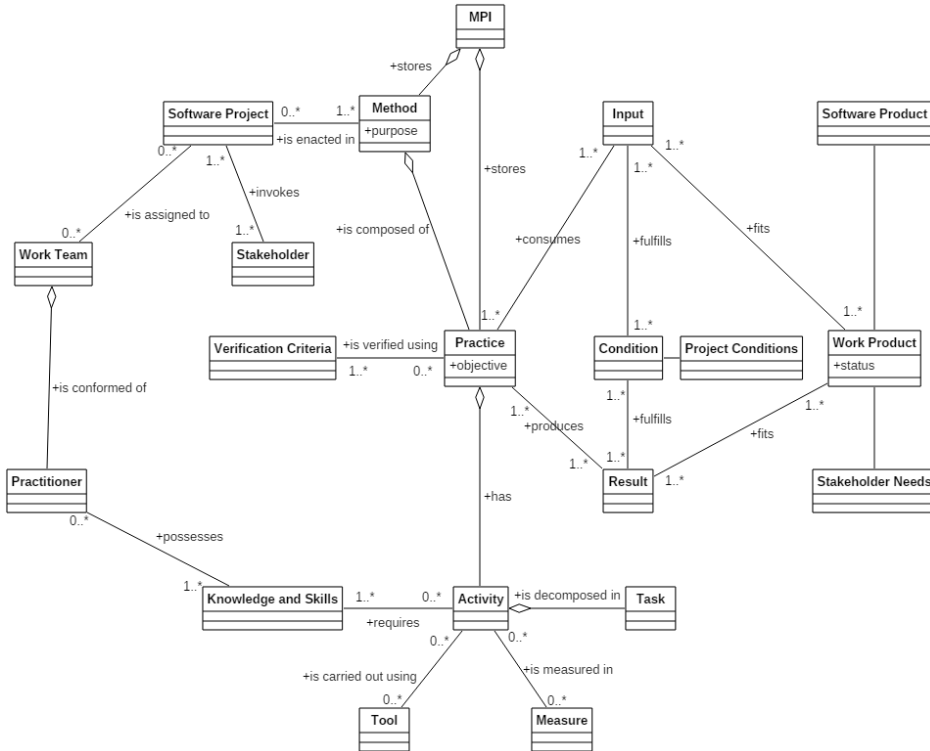 MPI
+stores
Software Project
0..*
1..*
Method
+purpose
+is enacted in
Input
Software Product
0..*
1..*
+invokes
+stores
1..*
1..*
1..*
+is assigned to
+is composed of
+consumes
+fulfills
+fits
0..*
1..*
Work Team
Stakeholder
1..*
1..*
1..*
Verification Criteria
+is verified using
1..*
0..*
Practice
+objective
Condition
Project Conditions
Work Product
+status
+is conformed of
1..*
+produces
1..*
+fulfills
1..*
+fits
1..*
1..*
1..*
Practitioner
Result
Stakeholder Needs
+has
0..*
+possesses
1..*
Knowledge and Skills
1..*
0..*
+requires
Activity
+is decomposed in
Task
0..*
0..*
+is carried out using
+is measured in
0..*
0..*
Tool
Measure